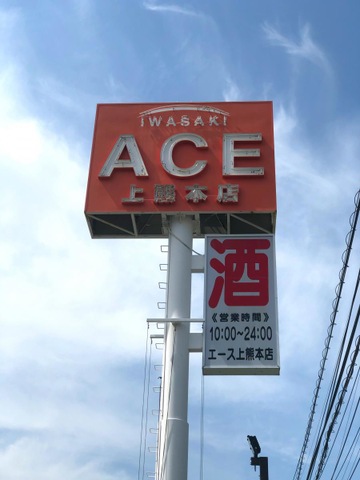 IWASAKI
ACE
上熊本店
酒
《営業時間》
10:00~24:00
エース上熊本店